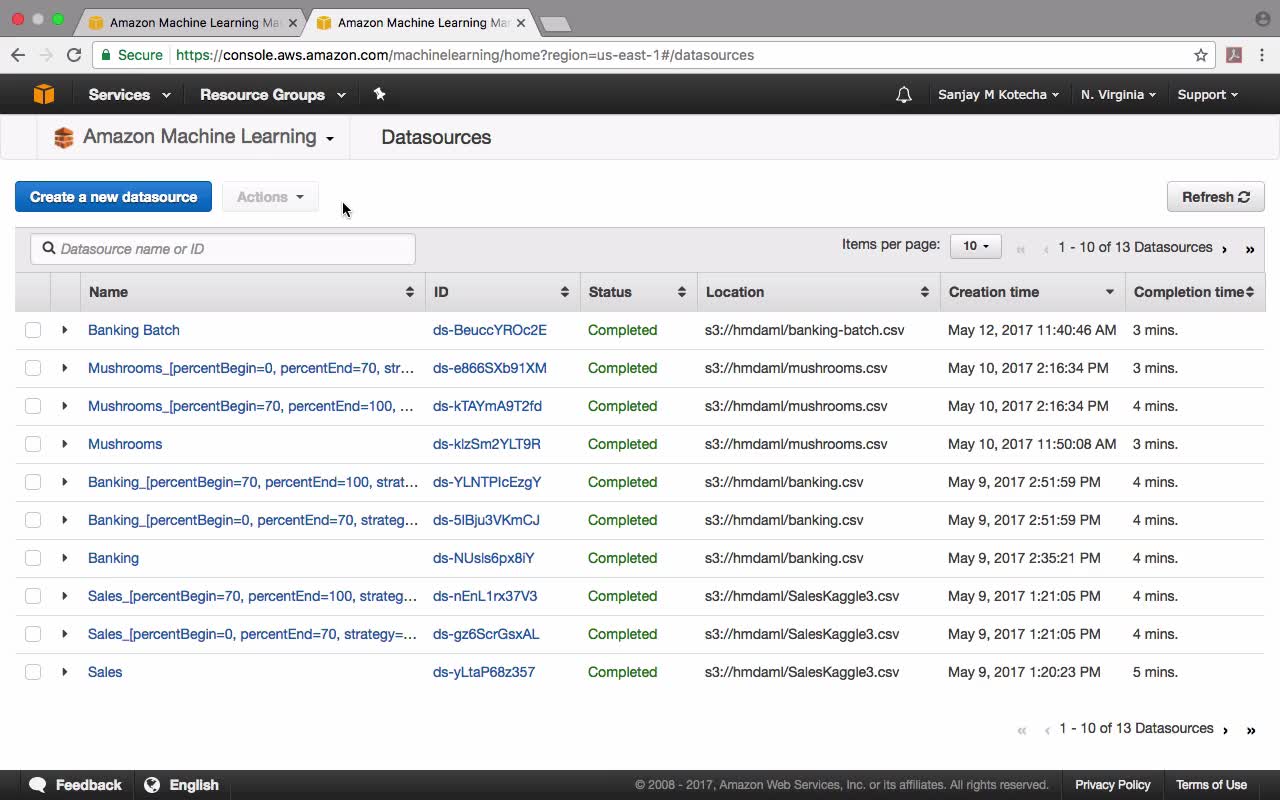 Amazon Machine Learning Ma
Amazon Machine Learning Mar
Secure https://console.aws.amazon.com/machinelearning/home?region=us-east-1#/datasources
Services Resource Groups Sanjay M Kotecha N. Virginia Support
Amazon Machine Learning Datasources
Create a new datasource Actions Refresh
Datasource name or ID Items per page: 10 « ‹ 1 - 10 of 13 Datasources › »
Name ID Status Location Creation time Completion time
Banking Batch ds-BeuccYROc2E Completed s3://hmdaml/banking-batch.csv May 12, 2017 11:40:46 AM 3 mins.
Mushrooms_[percentBegin=0, percentEnd=70, str... ds-e866SXb91XM Completed s3://hmdaml/mushrooms.csv May 10, 2017 2:16:34 PM 3 mins.
Mushrooms_[percentBegin=70, percentEnd=100, ... ds-kTAYmA9T2fd Completed s3://hmdaml/mushrooms.csv May 10, 2017 2:16:34 PM 4 mins.
Mushrooms ds-klzSm2YLT9R Completed s3://hmdaml/mushrooms.csv May 10, 2017 11:50:08 AM 3 mins.
Banking_[percentBegin=70, percentEnd=100, strat... ds-YLNTPIcEzgY Completed s3://hmdaml/banking.csv May 9, 2017 2:51:59 PM 4 mins.
Banking_[percentBegin=0, percentEnd=70, strateg... ds-5lBju3VKmCJ Completed s3://hmdaml/banking.csv May 9, 2017 2:51:59 PM 4 mins.
Banking ds-NUsls6px8iY Completed s3://hmdaml/banking.csv May 9, 2017 2:35:21 PM 4 mins.
Sales_[percentBegin=70, percentEnd=100, strateg... ds-nEnL1rx37V3 Completed s3://hmdaml/SalesKaggle3.csv May 9, 2017 1:21:05 PM 4 mins.
Sales_[percentBegin=0, percentEnd=70, strategy=... ds-gz6ScrGsxAL Completed s3://hmdaml/SalesKaggle3.csv May 9, 2017 1:21:05 PM 4 mins.
Sales ds-yLtaP68z357 Completed s3://hmdaml/SalesKaggle3.csv May 9, 2017 1:20:23 PM 5 mins.
« ‹ 1 - 10 of 13 Datasources › »
Feedback English © 2008 - 2017, Amazon Web Services, Inc. or its affiliates. All rights reserved. Privacy Policy Terms of Use